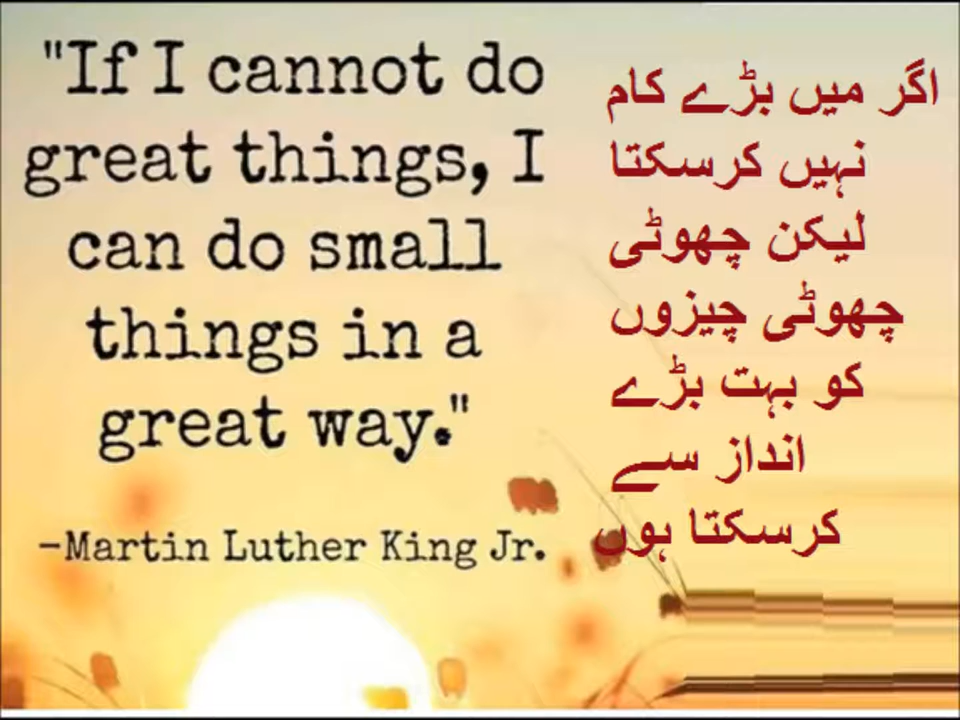 "If I cannot do
great things, I
can do small
things in a
great way."
-Martin Luther King Jr.
اگر میں بڑے کام
نہیں کرسکتا
لیکن چھوٹی
چھوٹی چیزوں
کو بہت بڑے
انداز سے
کرسکتا ہوں